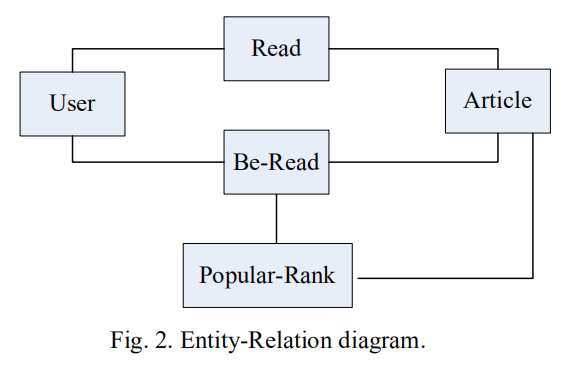 Read
User
Article
Be-Read
Popular-Rank
Fig. 2. Entity-Relation diagram.